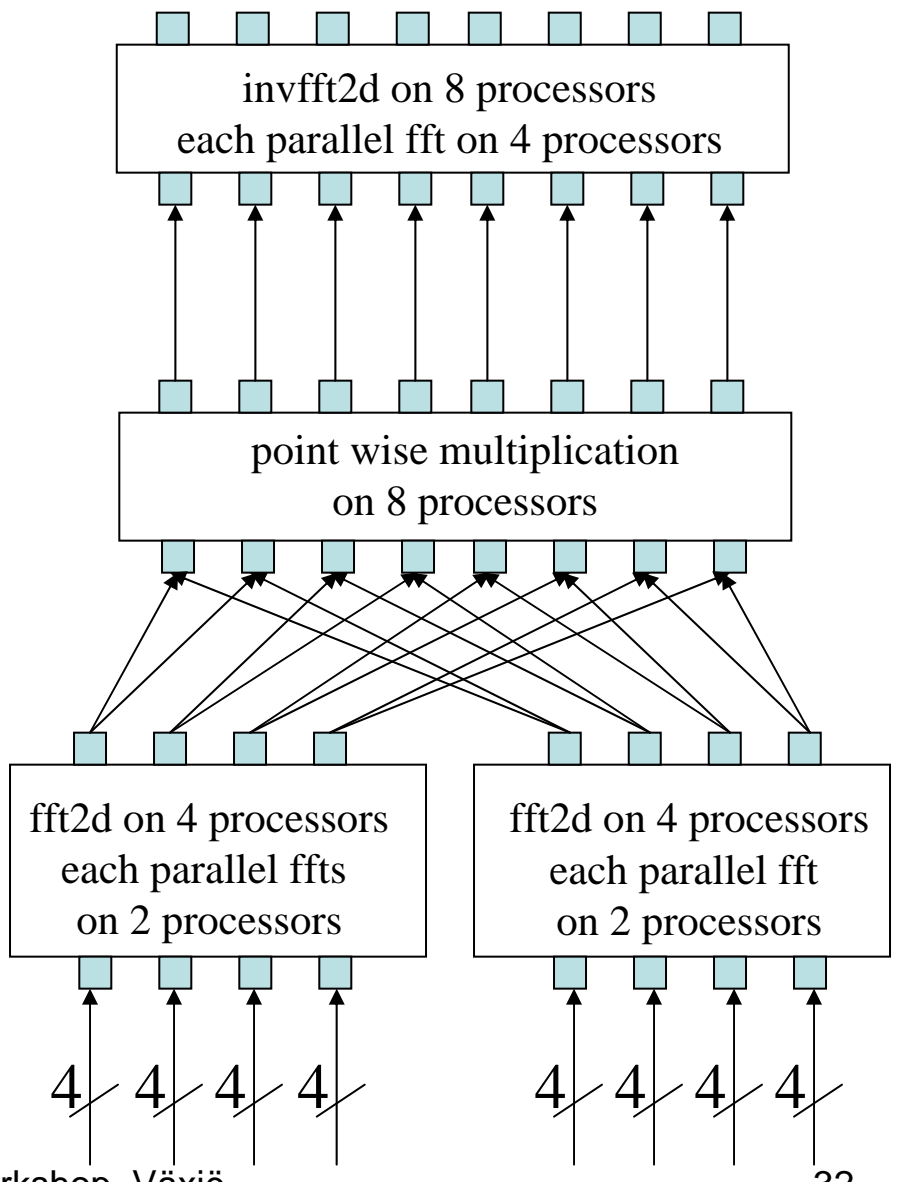 invfft2d on 8 processors
each parallel fft on 4 processors
point wise multiplication
on 8 processors
fft2d on 4 processors
each parallel ffts
on 2 processors
fft2d on 4 processors
each parallel fft
on 2 processors
4 4 4 4 4 4 4 4
Växjö 32